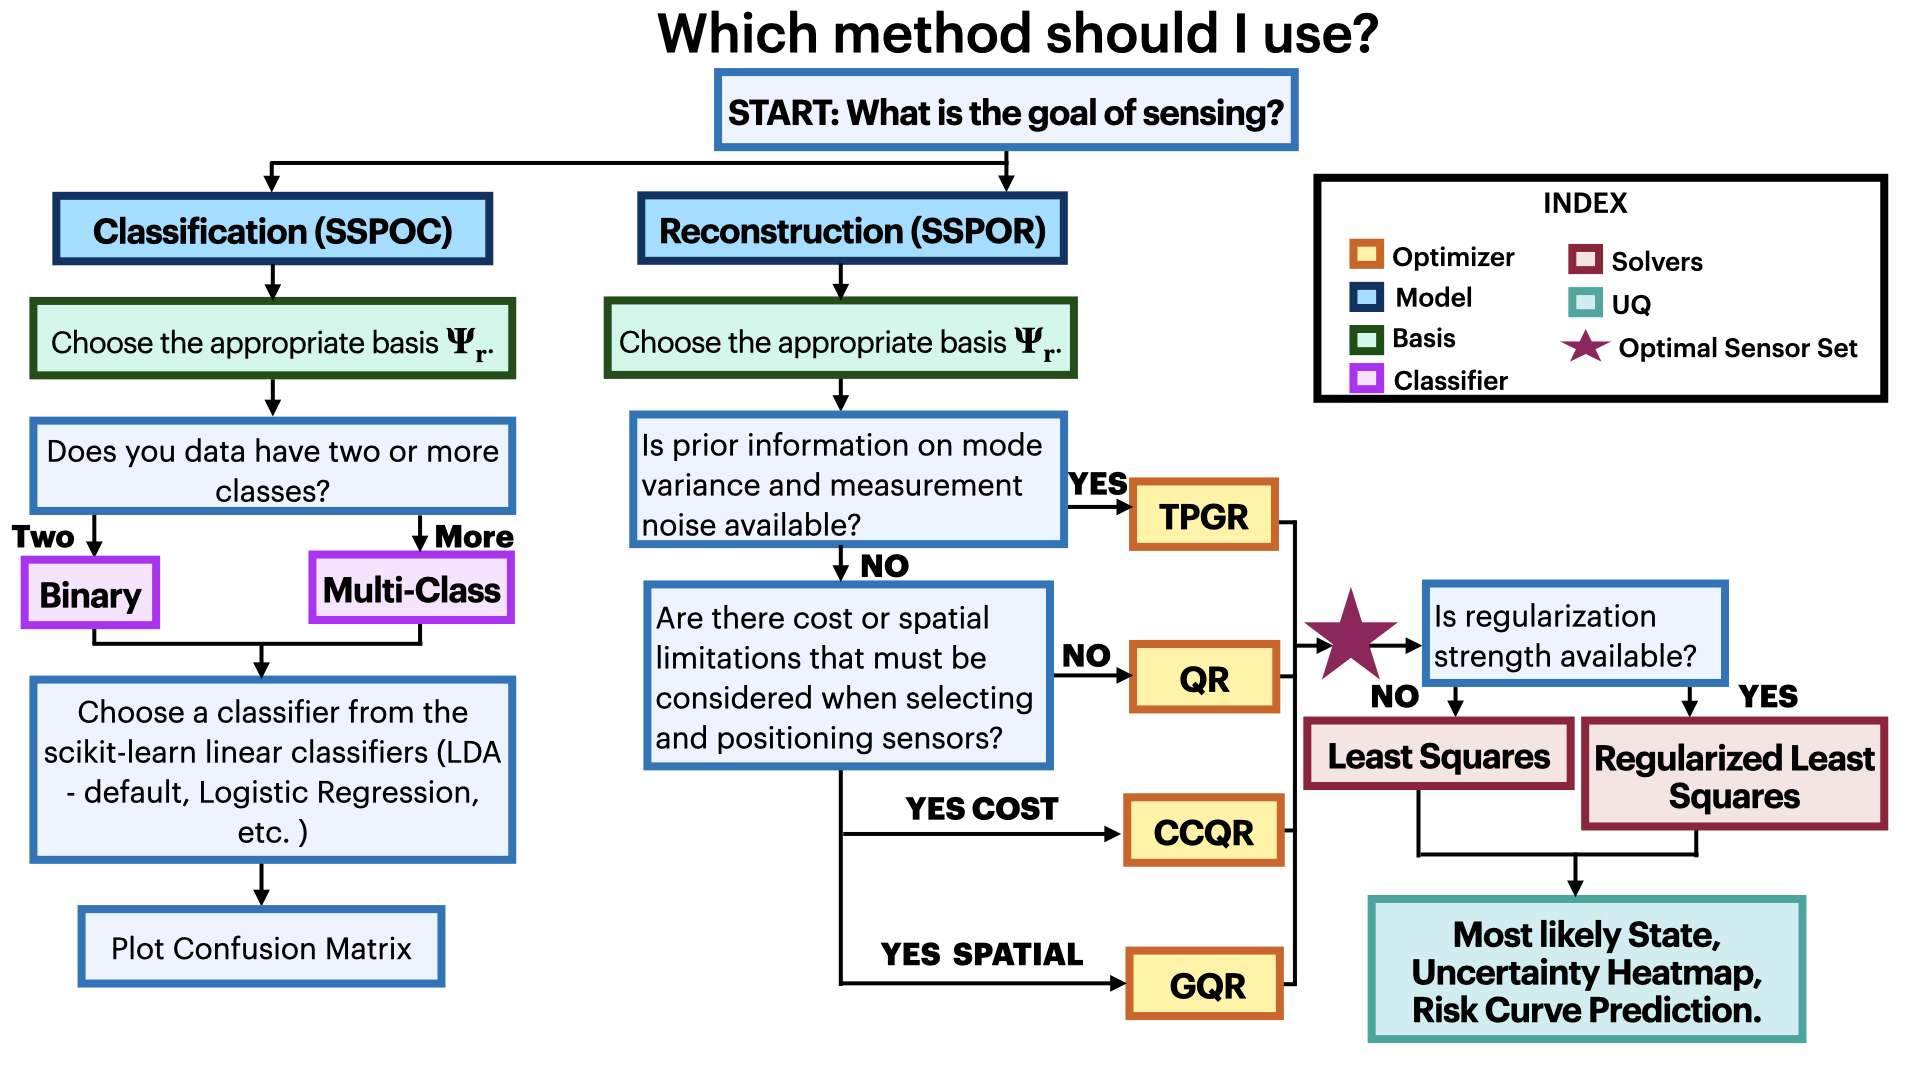 Which method should I use?
START: What is the goal of sensing?
Classification (SSPOC)
Choose the appropriate basis Ψr.
Does you data have two or more
classes?
Two
More
Binary
Multi-Class
Choose a classifier from the
scikit-learn linear classifiers (LDA
- default, Logistic Regression,
etc. )
Plot Confusion Matrix
Reconstruction (SSPOR)
Choose the appropriate basis Ψr.
Is prior information on mode
variance and measurement
noise available?
YES
TPGR
NO
Are there cost or spatial
limitations that must be
considered when selecting
and positioning sensors?
NO
QR
YES COST
CCQR
YES SPATIAL
GQR
INDEX
Optimizer
Model
Basis
Classifier
Solvers
UQ
Optimal Sensor Set
Is regularization
strength available?
NO
YES
Least Squares
Regularized Least
Squares
Most likely State,
Uncertainty Heatmap,
Risk Curve Prediction.